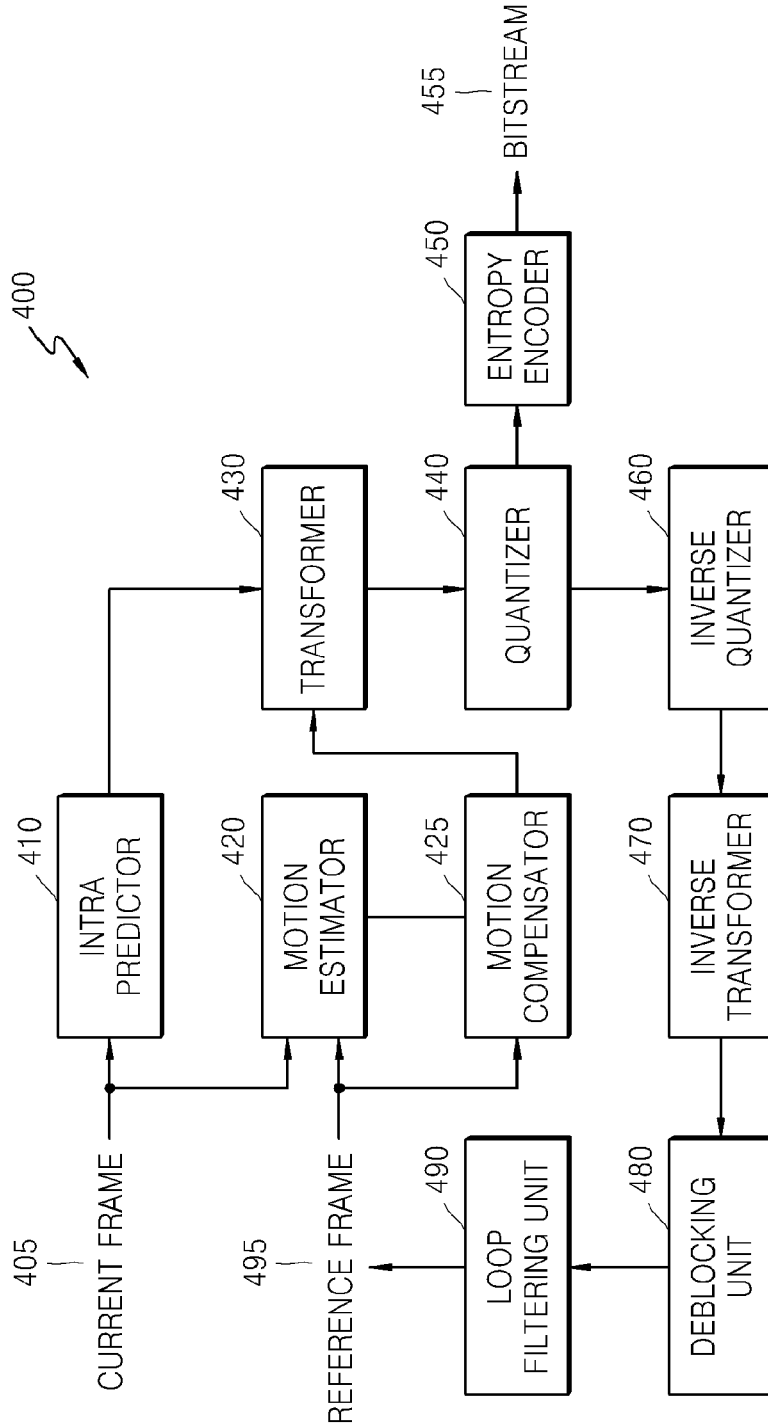 400
405
CURRENT FRAME
410
INTRA
PREDICTOR
495
REFERENCE FRAME
420
MOTION
ESTIMATOR
430
TRANSFORMER
490
LOOP
FILTERING UNIT
425
MOTION
COMPENSATOR
440
QUANTIZER
450
ENTROPY
ENCODER
455
BITSTREAM
480
DEBLOCKING
UNIT
470
INVERSE
TRANSFORMER
460
INVERSE
QUANTIZER